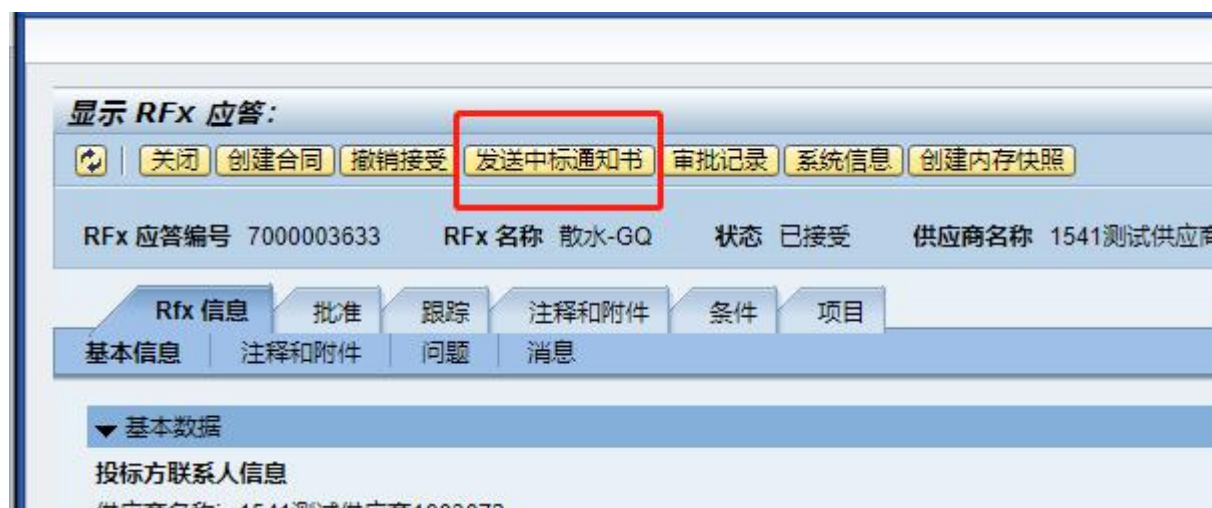 显示 RFx 应答:
关闭 创建合同 撤销接受 发送中标通知书 审批记录 系统信息 创建内存快照
RFx 应答编号 7000003633 RFx 名称 散水-GQ 状态 已接受 供应商名称 1541测试供应商
Rfx 信息 批准 跟踪 注释和附件 条件 项目
基本信息 注释和附件 问题 消息
基本数据
投标方联系人信息